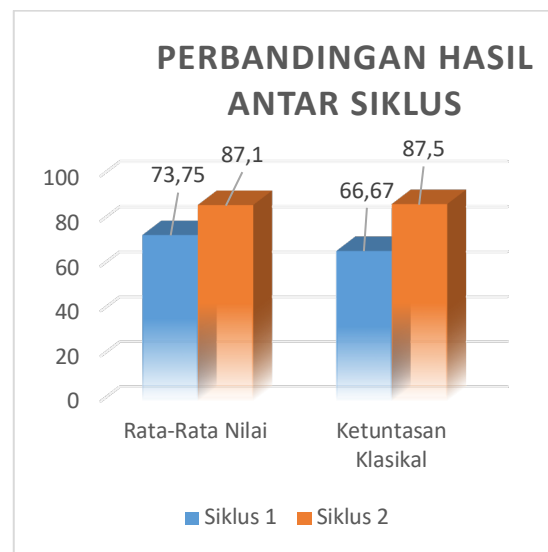 PERBANDINGAN HASIL
ANTAR SIKLUS
73,75
87,1
66,67
87,5
100
80
60
40
20
0
Rata-Rata Nilai
Ketuntasan
Klasikal
Siklus 1
Siklus 2